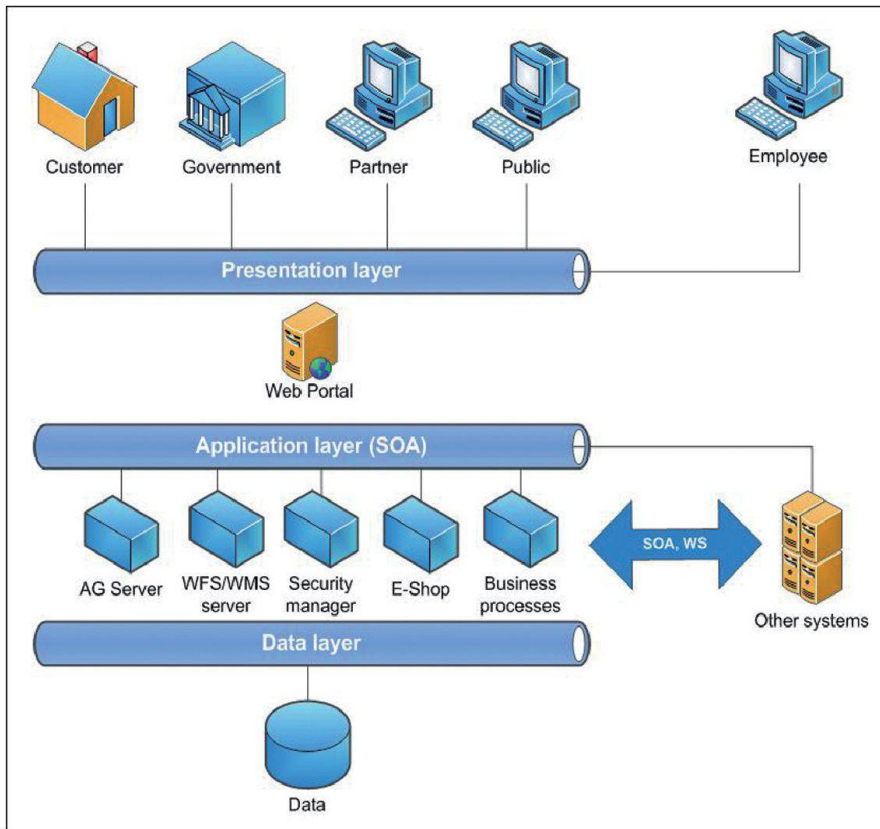 Customer
Government
Partner
Public
Employee
Presentation layer
Web Portal
Application layer (SOA)
AG Server
WFS/WMS
server
Security
manager
E-Shop
Business
processes
SOA, WS
Other systems
Data layer
Data